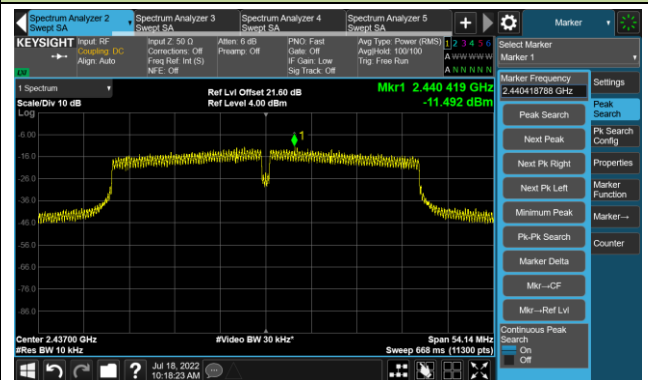 Spectrum Analyzer 2
Swept SA
Spectrum Analyzer 3
Swept SA
Spectrum Analyzer 4
Swept SA
Spectrum Analyzer 5
Swept SA
+
Marker
KEYSIGHT
Input: RF
Coupling: DC
Align: Auto
Input Z: 50 Ω
Corrections: Off
Freq Ref: Int (S)
NFE: Off
Atten: 6 dB
Preamp: Off
PNO: Fast
Gate: Off
IF Gain: Low
Sig Track: Off
Avg Type: Power (RMS)
Avg|Hold: 100/100
Trig: Free Run
1 2 3 4 5 6
A W W W W W
A N N N N N
Select Marker
Marker 1
1 Spectrum
Scale/Div 10 dB
Log
Ref Lvl Offset 21.60 dB
Ref Level 4.00 dBm
Mkr1 2.440 419 GHz
-11.492 dBm
1
-6.00
-16.0
-26.0
-36.0
-46.0
-56.0
-66.0
-76.0
-86.0
Center 2.43700 GHz
#Res BW 10 kHz
#Video BW 30 kHz*
Span 54.14 MHz
Sweep 668 ms (11300 pts)
Marker Frequency
2.440418788 GHz
Peak Search
Next Peak
Next Pk Right
Next Pk Left
Minimum Peak
Pk-Pk Search
Marker Delta
Mkr→CF
Mkr→Ref Lvl
Continuous Peak
Search
On
Off
Settings
Peak
Search
Pk Search
Config
Properties
Marker
Function
Marker→
Counter
?
Jul 18, 2022
10:18:23 AM